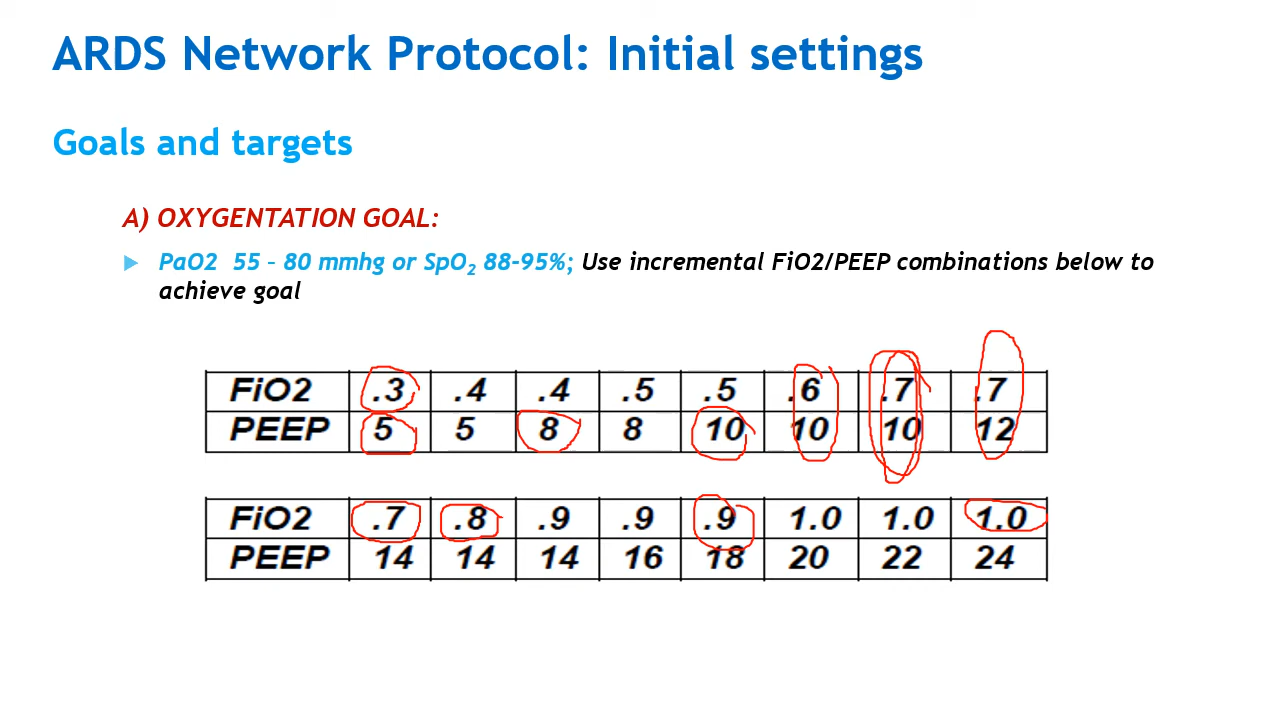 ARDS Network Protocol: Initial settings
Goals and targets
A) OXYGENTATION GOAL:
PaO2 55 – 80 mmhg or SpO2 88-95%; Use incremental FiO2/PEEP combinations below to
achieve goal
FiO2 .3 .4 .4 .5 .5 .6 .7 .7
PEEP 5 5 8 8 10 10 10 12
FiO2 .7 .8 .9 .9 .9 1.0 1.0 1.0
PEEP 14 14 14 16 18 20 22 24